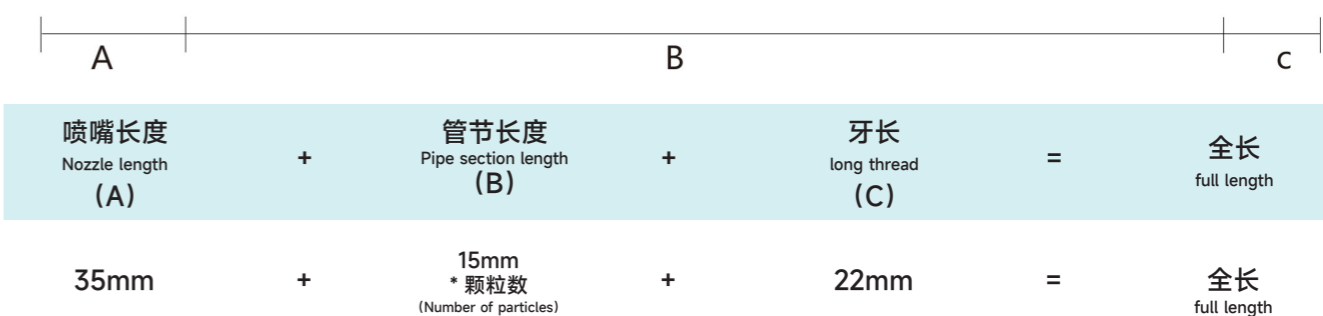 A B c
喷嘴长度 + 管节长度 + 牙长 = 全长
Nozzle length Pipe section length long thread full length
(A) (B) (C)
35mm + 15mm + 22mm = 全长
* 颗粒数
(Number of particles) full length